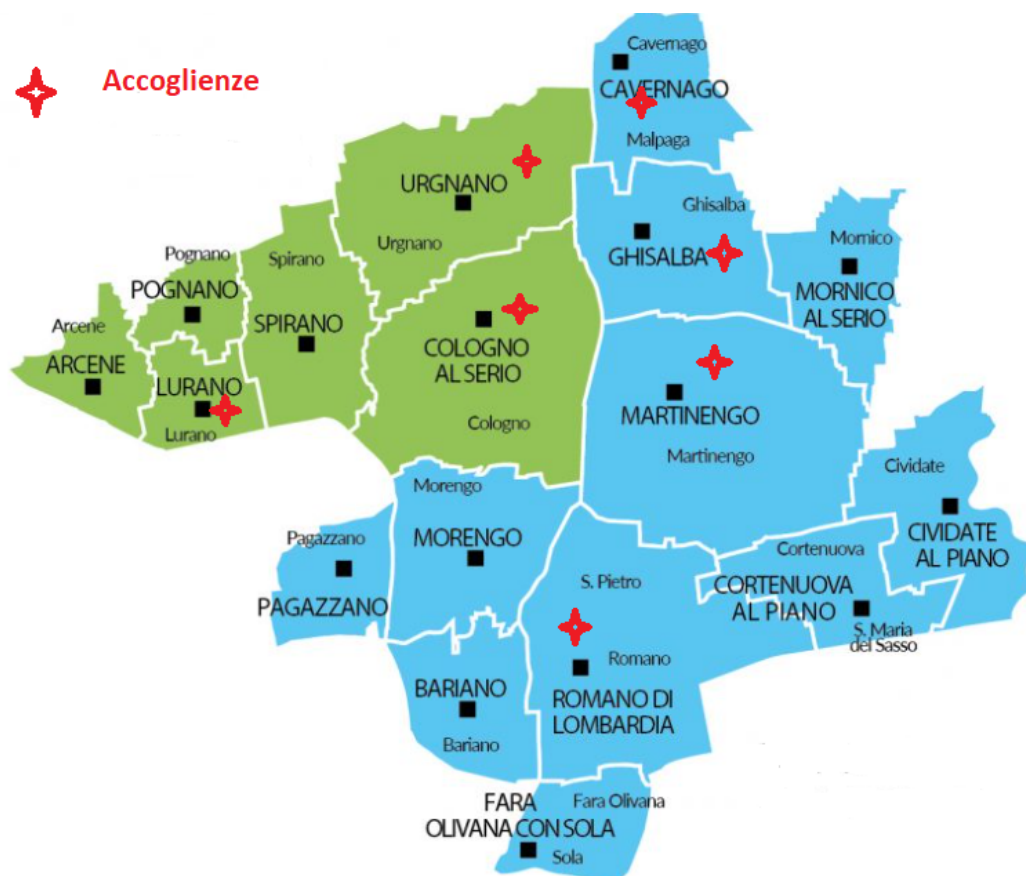 Accoglienze
Cavernago
CAVERNAGO
Malpaga
URGNANO
Urgnano
Ghisalba
GHISALBA
Mornico
MORNICO
AL SERIO
Pognano
POGNANO
Spirano
SPIRANO
Arcene
ARCENE
LURANO
Lurano
COLOGNO
AL SERIO
Cologno
MARTINENGO
Martinengo
Cividate
CIVIDATE
AL PIANO
Morengo
MORENGO
Pagazzano
PAGAZZANO
S. Pietro
Cortenuova
CORTENUOVA
AL PIANO
S. Maria
del Sasso
Romano
ROMANO DI
LOMBARDIA
BARIANO
Bariano
FARA
OLIVANA CON SOLA
Fara Olivana
Sola